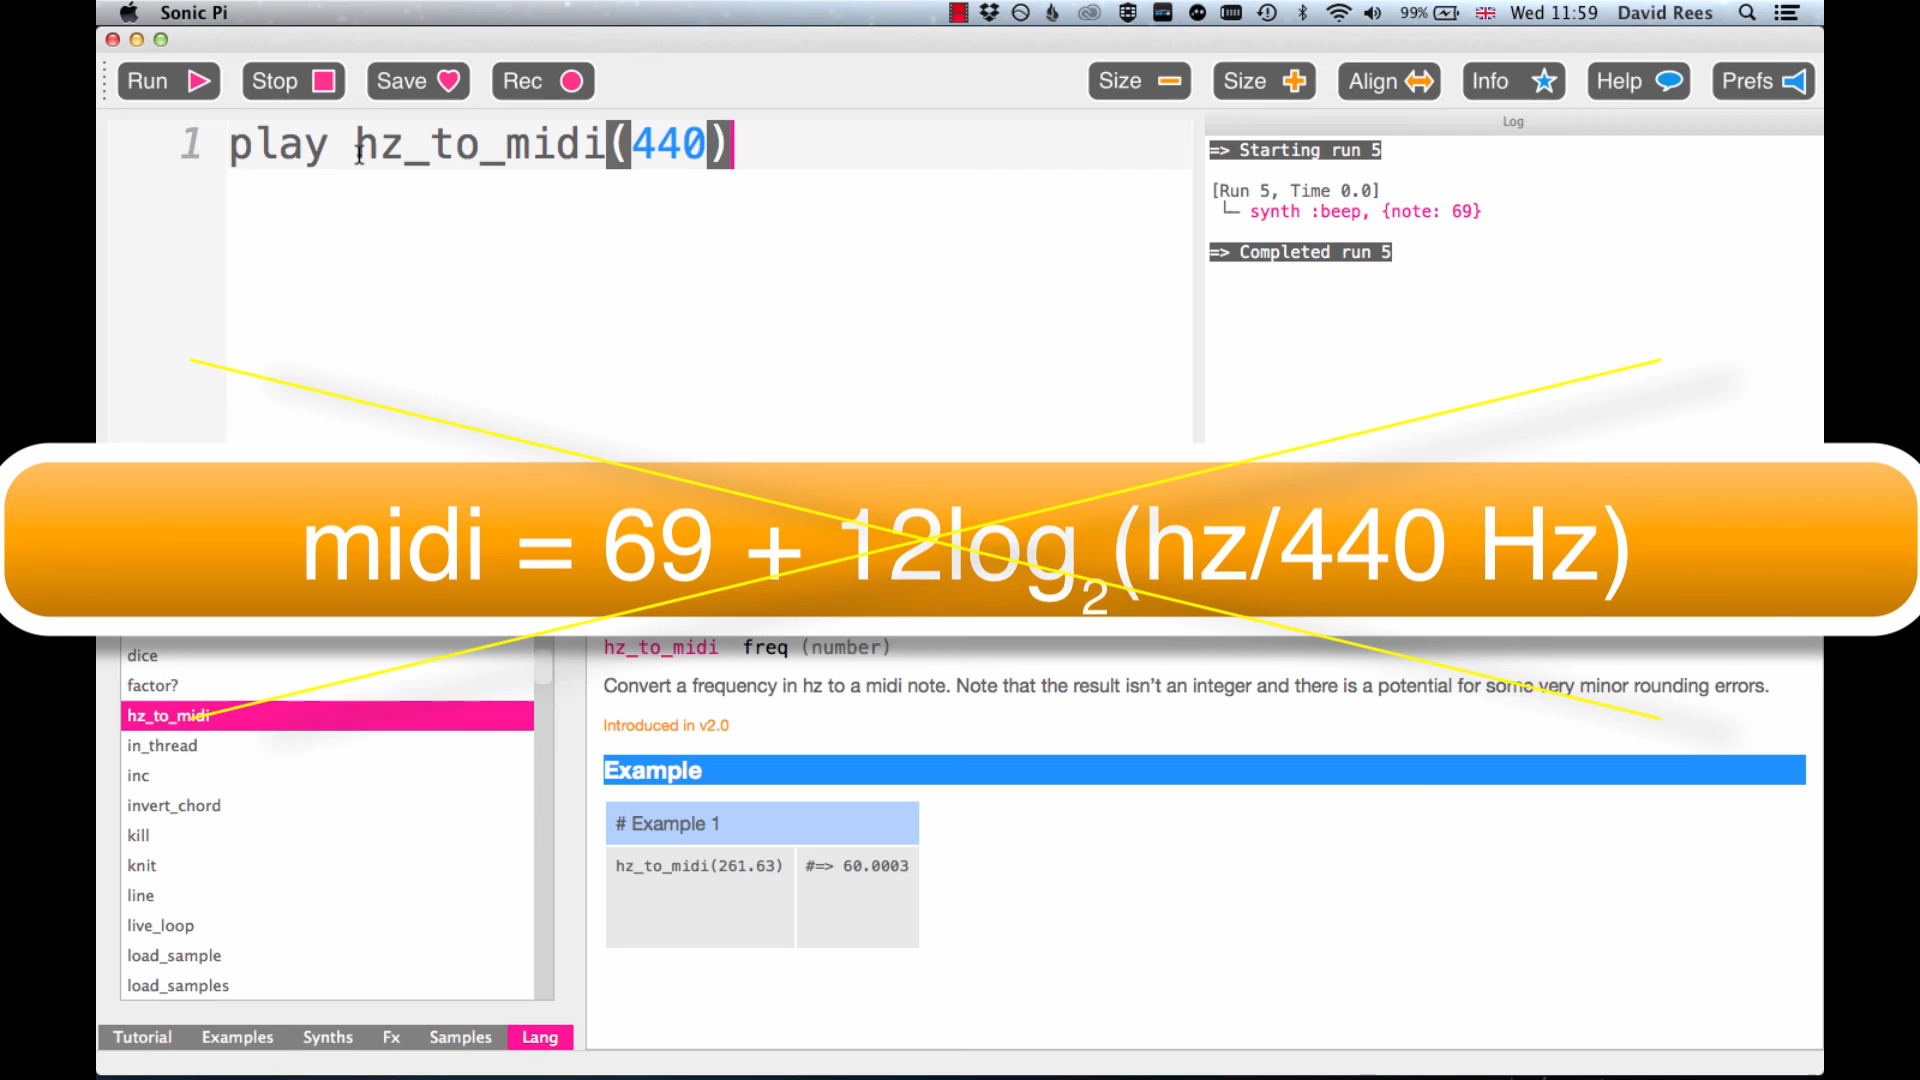 Sonic Pi 99% Wed 11:59 David Rees
Run Stop Save Rec Size Size Align Info Help Prefs
1 play hz_to_midi(440)
Log
=> Starting run 5
[Run 5, Time 0.0]
└─ synth :beep, {note: 69}
=> Completed run 5
midi = 69 + 12log₂(hz/440 Hz)
dice
factor?
hz_to_midi
in_thread
inc
invert_chord
kill
knit
line
live_loop
load_sample
load_samples
Tutorial Examples Synths Fx Samples Lang
hz_to_midi freq (number)
Convert a frequency in hz to a midi note. Note that the result isn't an integer and there is a potential for some very minor rounding errors.
Introduced in v2.0
Example
# Example 1
hz_to_midi(261.63) #=> 60.0003